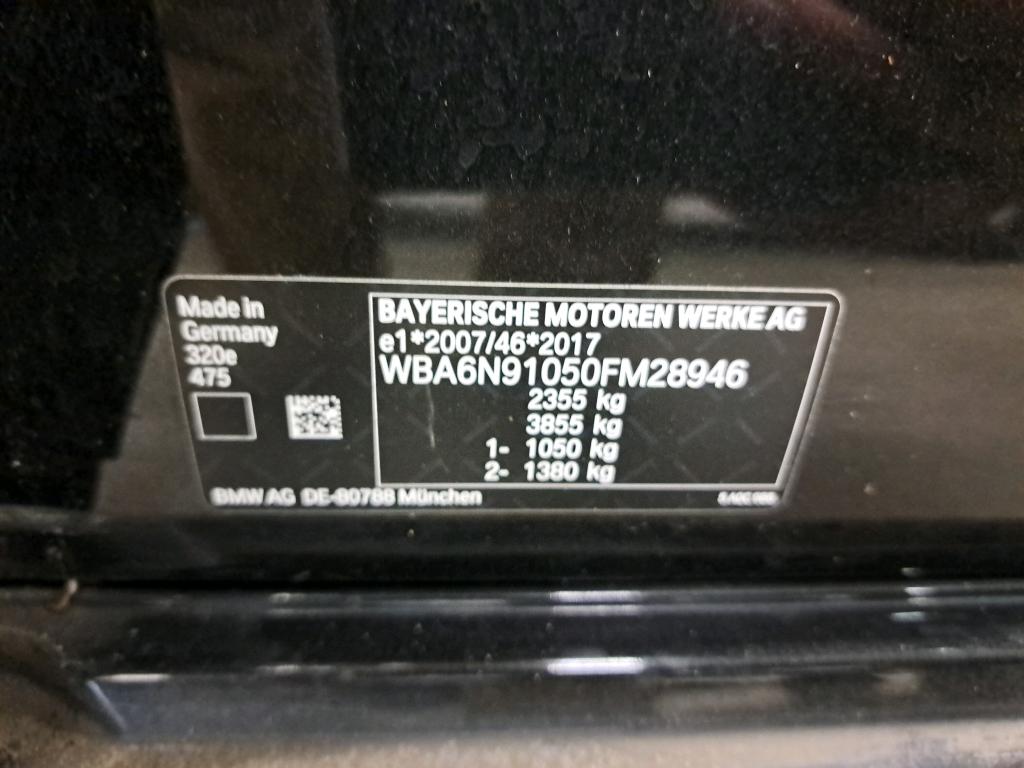 Made in
Germany
320e
475
BAYERISCHE MOTOREN WERKE AG
e1*2007/46*2017
WBA6N91050FM28946
2355 kg
3855 kg
1- 1050 kg
2- 1380 kg
BMW AG DE-80788 München